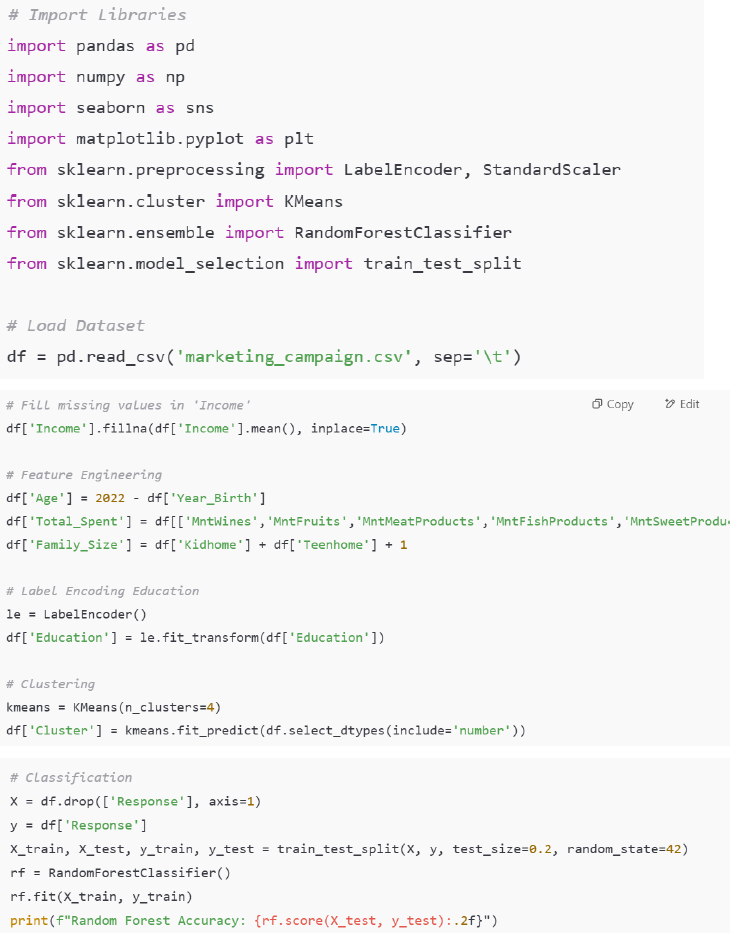 # Import Libraries
import pandas as pd
import numpy as np
import seaborn as sns
import matplotlib.pyplot as plt
from sklearn.preprocessing import LabelEncoder, StandardScaler
from sklearn.cluster import KMeans
from sklearn.ensemble import RandomForestClassifier
from sklearn.model_selection import train_test_split
# Load Dataset
df = pd.read_csv('marketing_campaign.csv', sep='\t')
# Fill missing values in 'Income'
Copy Edit
df['Income'].fillna(df['Income'].mean(), inplace=True)
# Feature Engineering
df['Age'] = 2022 - df['Year_Birth']
df['Total_Spent'] = df[['MntWines','MntFruits','MntMeatProducts','MntFishProducts','MntSweetProdu
df['Family_Size'] = df['Kidhome'] + df['Teenhome'] + 1
# Label Encoding Education
le = LabelEncoder()
df['Education'] = le.fit_transform(df['Education'])
# Clustering
kmeans = KMeans(n_clusters=4)
df['Cluster'] = kmeans.fit_predict(df.select_dtypes(include='number'))
# Classification
X = df.drop(['Response'], axis=1)
y = df['Response']
X_train, X_test, y_train, y_test = train_test_split(X, y, test_size=0.2, random_state=42)
rf = RandomForestClassifier()
rf.fit(X_train, y_train)
print(f"Random Forest Accuracy: {rf.score(X_test, y_test):.2f}")